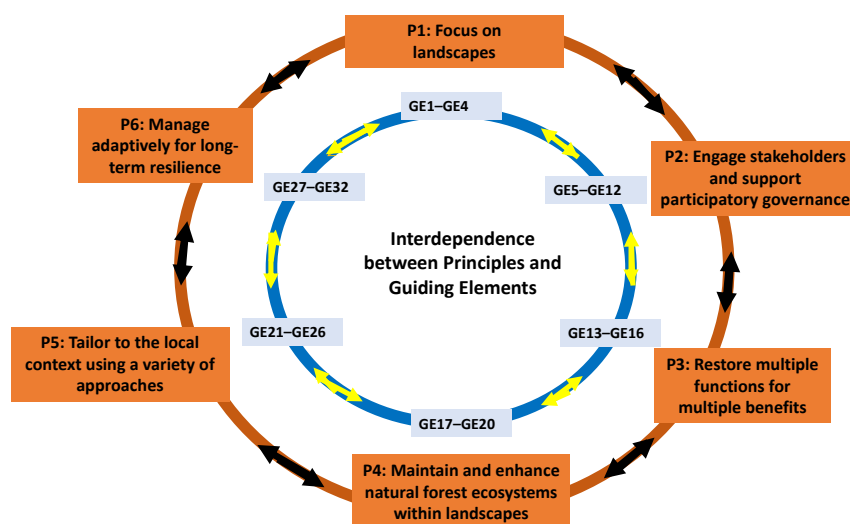 P1: Focus on
landscapes
GE1–GE4
P6: Manage
adaptively for long-
term resilience
P2: Engage stakeholders
and support
participatory governance
GE27–GE32
GE5–GE12
Interdependence
between Principles and
Guiding Elements
GE21–GE26
GE13–GE16
P5: Tailor to the local
context using a variety of
approaches
P3: Restore multiple
functions for
multiple benefits
GE17–GE20
P4: Maintain and enhance
natural forest ecosystems
within landscapes